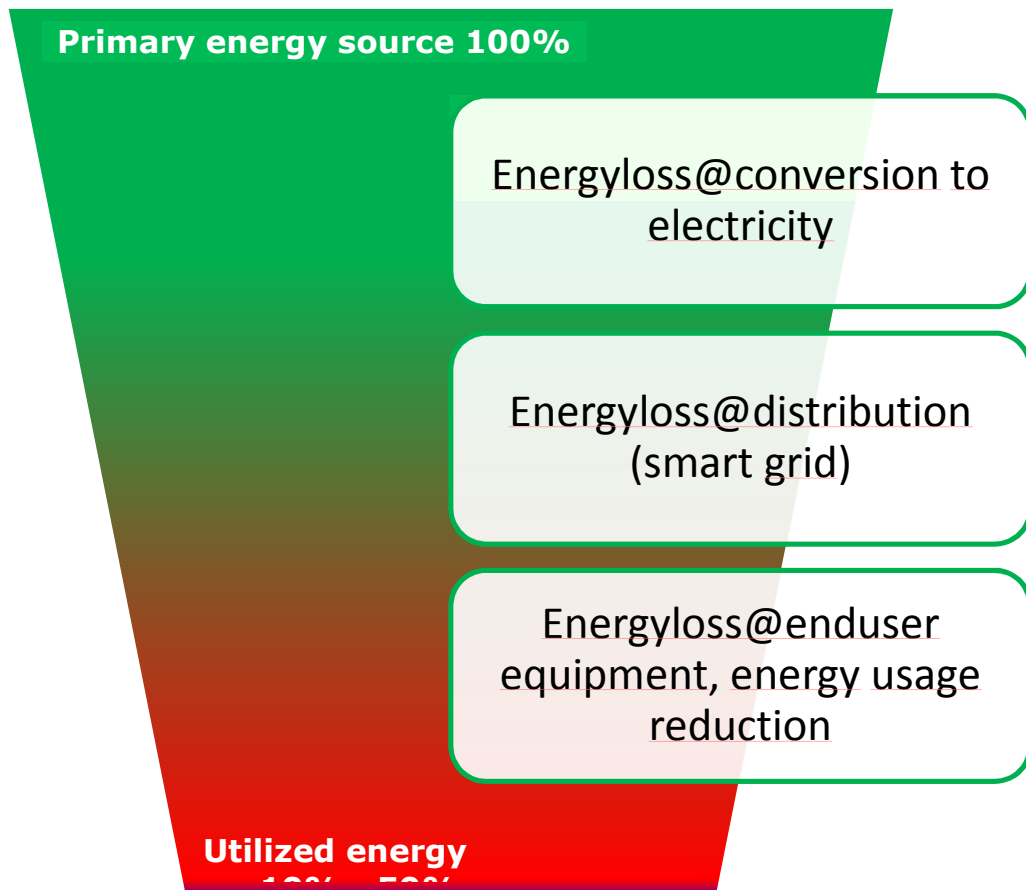 Primary energy source 100%
Energyloss@conversion to
electricity
Energyloss@distribution
(smart grid)
Energyloss@enduser
equipment, energy usage
reduction
Utilized energy